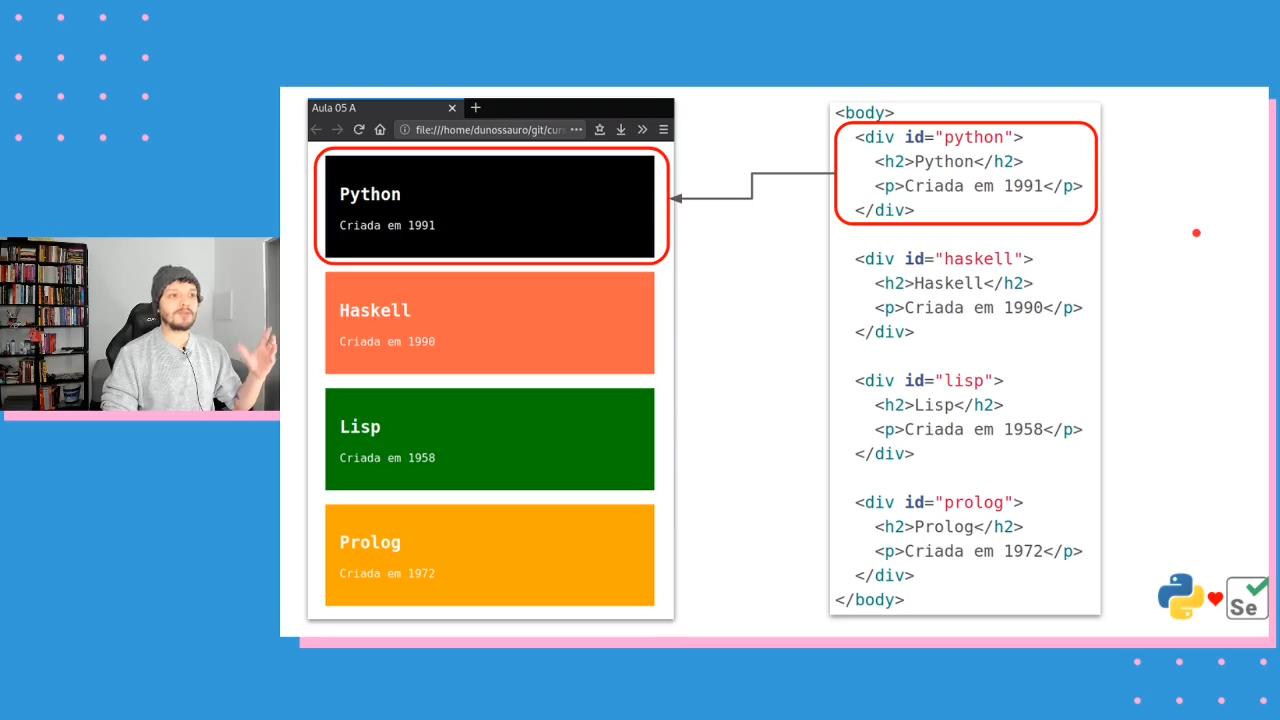 Aula 05 A
file:///home/dunossauro/git/cur
Python
Criada em 1991
Haskell
Criada em 1990
Lisp
Criada em 1958
Prolog
Criada em 1972
<body>
<div id="python">
<h2>Python</h2>
<p>Criada em 1991</p>
</div>
<div id="haskell">
<h2>Haskell</h2>
<p>Criada em 1990</p>
</div>
<div id="lisp">
<h2>Lisp</h2>
<p>Criada em 1958</p>
</div>
<div id="prolog">
<h2>Prolog</h2>
<p>Criada em 1972</p>
</div>
</body>
Se